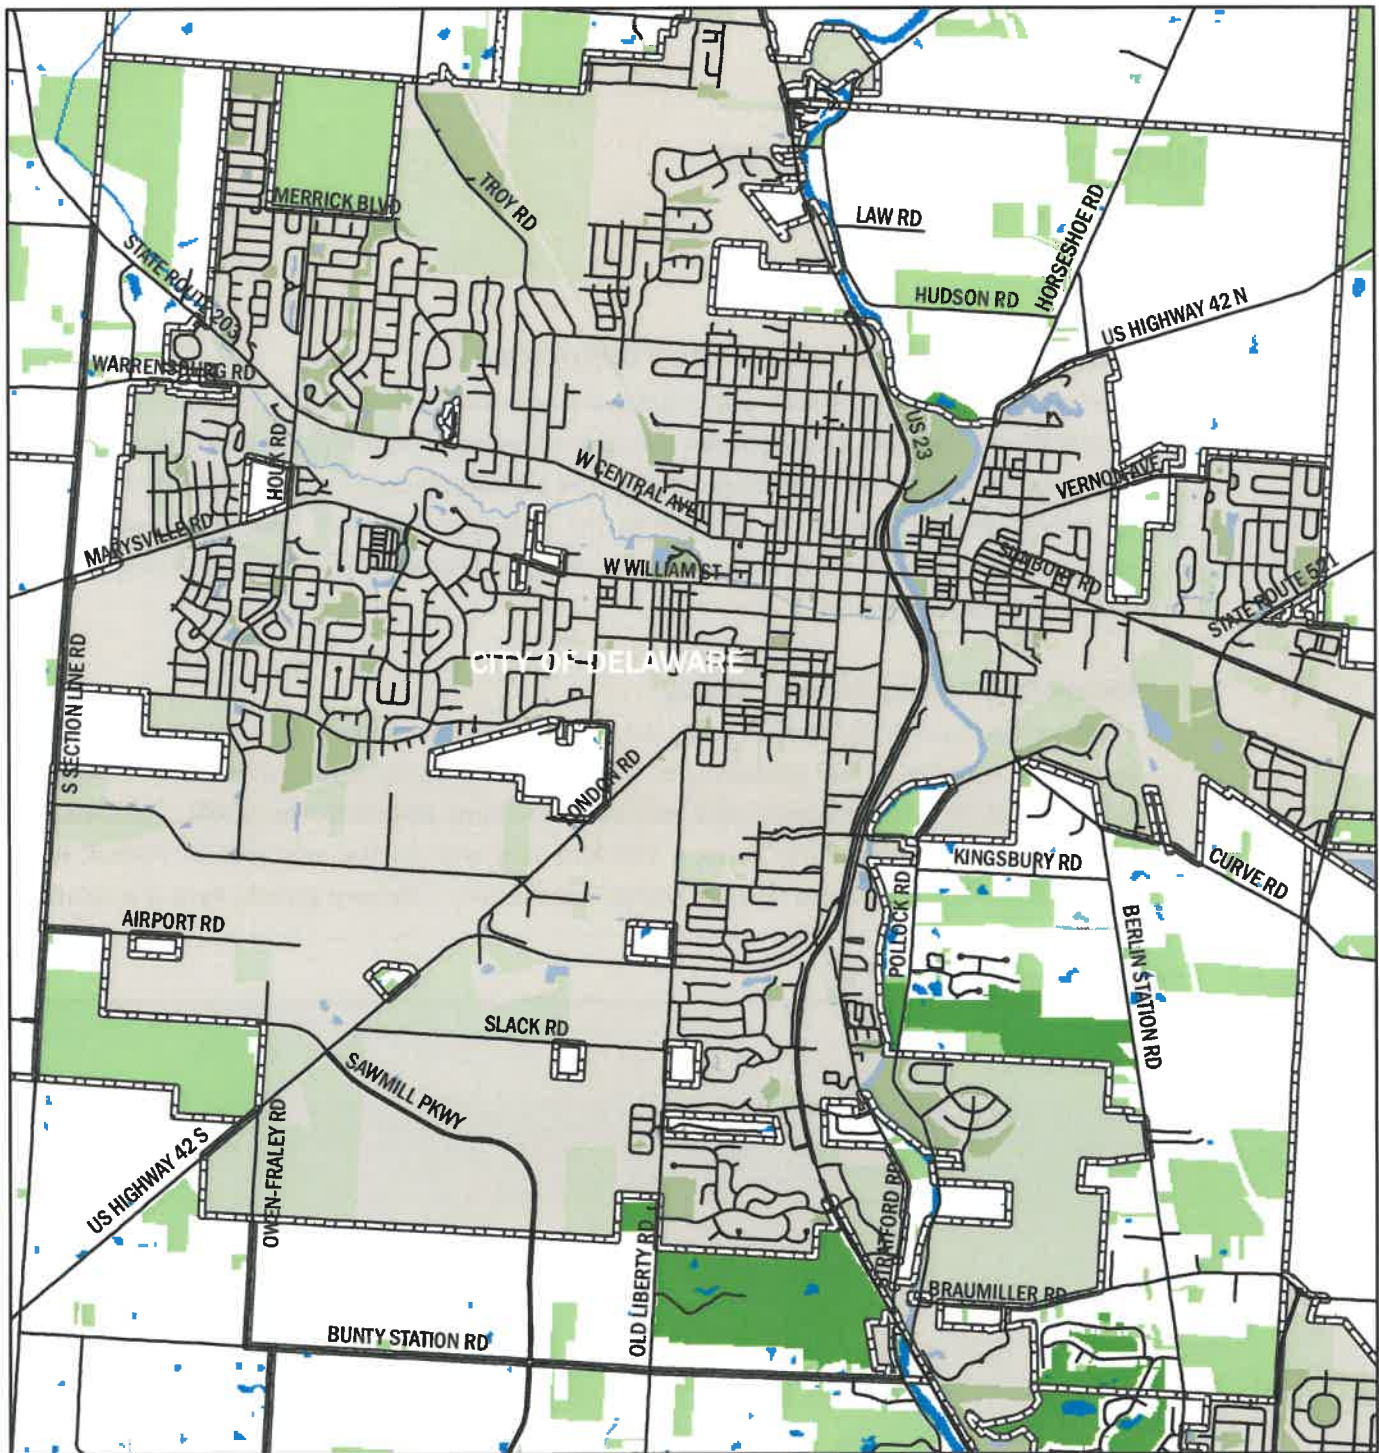 MERRICK BLVD
TROY RD
LAW RD
HORSESHOE RD
STATE ROUTE 203
HUDSON RD
US HIGHWAY 42 N
WARRENSBURG RD
HOULK RD
US 23
W CENTRAL AVE
VERNON AVE
MARYSVILLE RD
W WILLIAM ST
SUNBURY RD
STATE ROUTE 521
CITY OF DELAWARE
S SECTION LINE RD
LONDON RD
KINGSBURY RD
CURVE RD
POLLOCK RD
AIRPORT RD
BERLIN STATION RD
SLACK RD
SAWMILL PKWY
US HIGHWAY 42 S
OWEN-FRALEY RD
STRATFORD RD
OLD LIBERTY RD
BRAUMILLER RD
BUNTY STATION RD